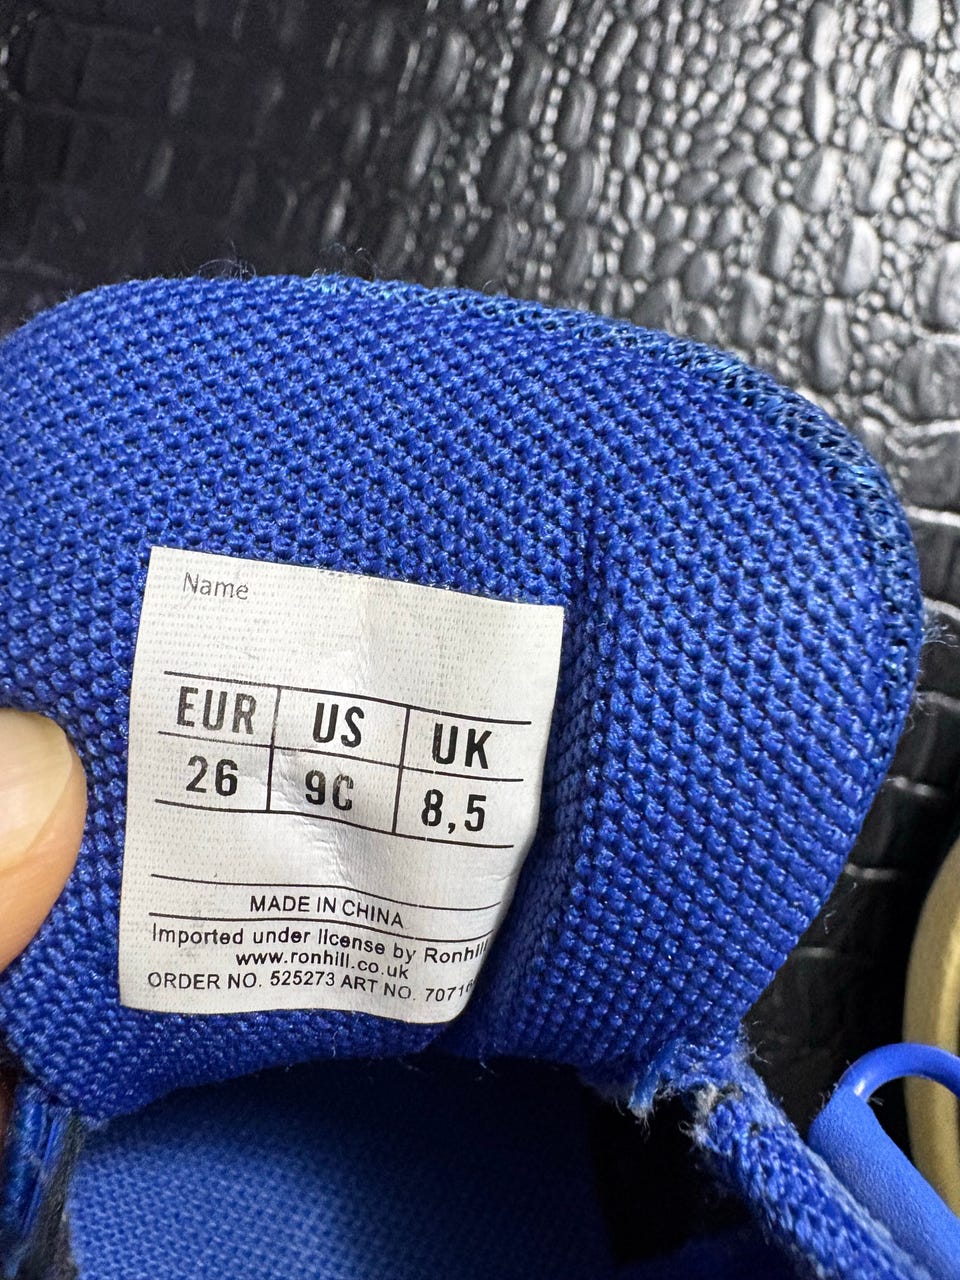 Name
EUR US UK
26 9C 8,5
MADE IN CHINA
Imported under license by Ronhill
www.ronhill.co.uk
ORDER NO. 525273 ART NO.